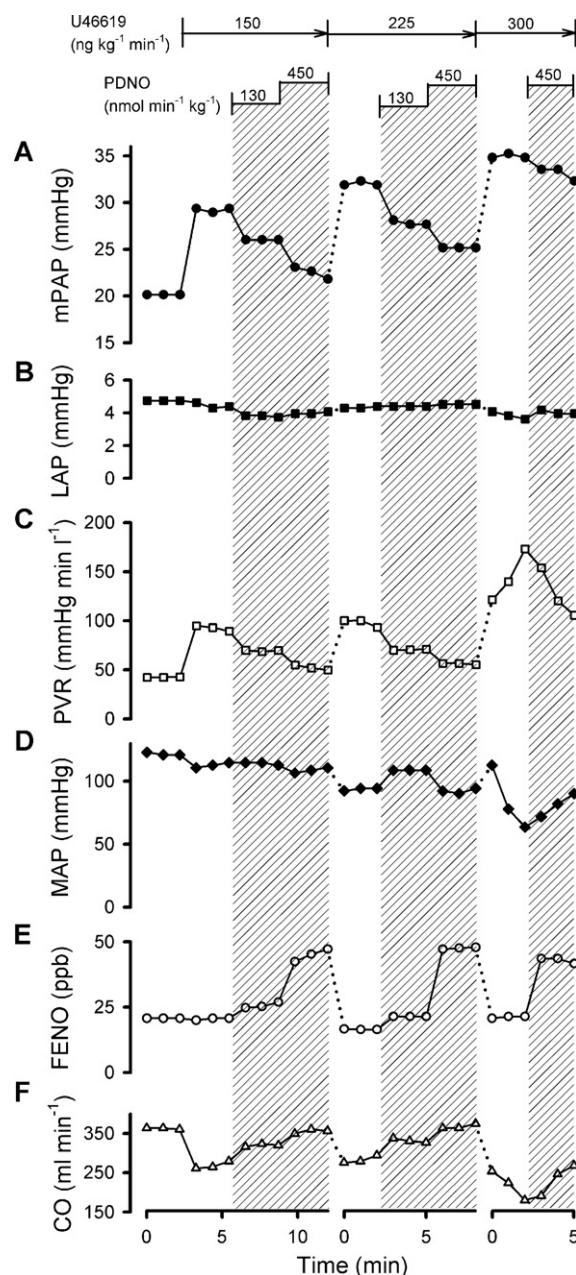 U46619
(ng kg⁻¹ min⁻¹)
150 225 300
PDNO
(nmol min⁻¹ kg⁻¹)
130 450 130 450 450
A
mPAP (mmHg)
35
30
25
20
15
B
LAP (mmHg)
6
4
2
0
C
PVR (mmHg min l⁻¹)
200
150
100
50
0
D
MAP (mmHg)
100
50
0
E
FENO (ppb)
50
25
0
F
CO (ml min⁻¹)
350
250
150
0 5 10 0 5 0 5
Time (min)